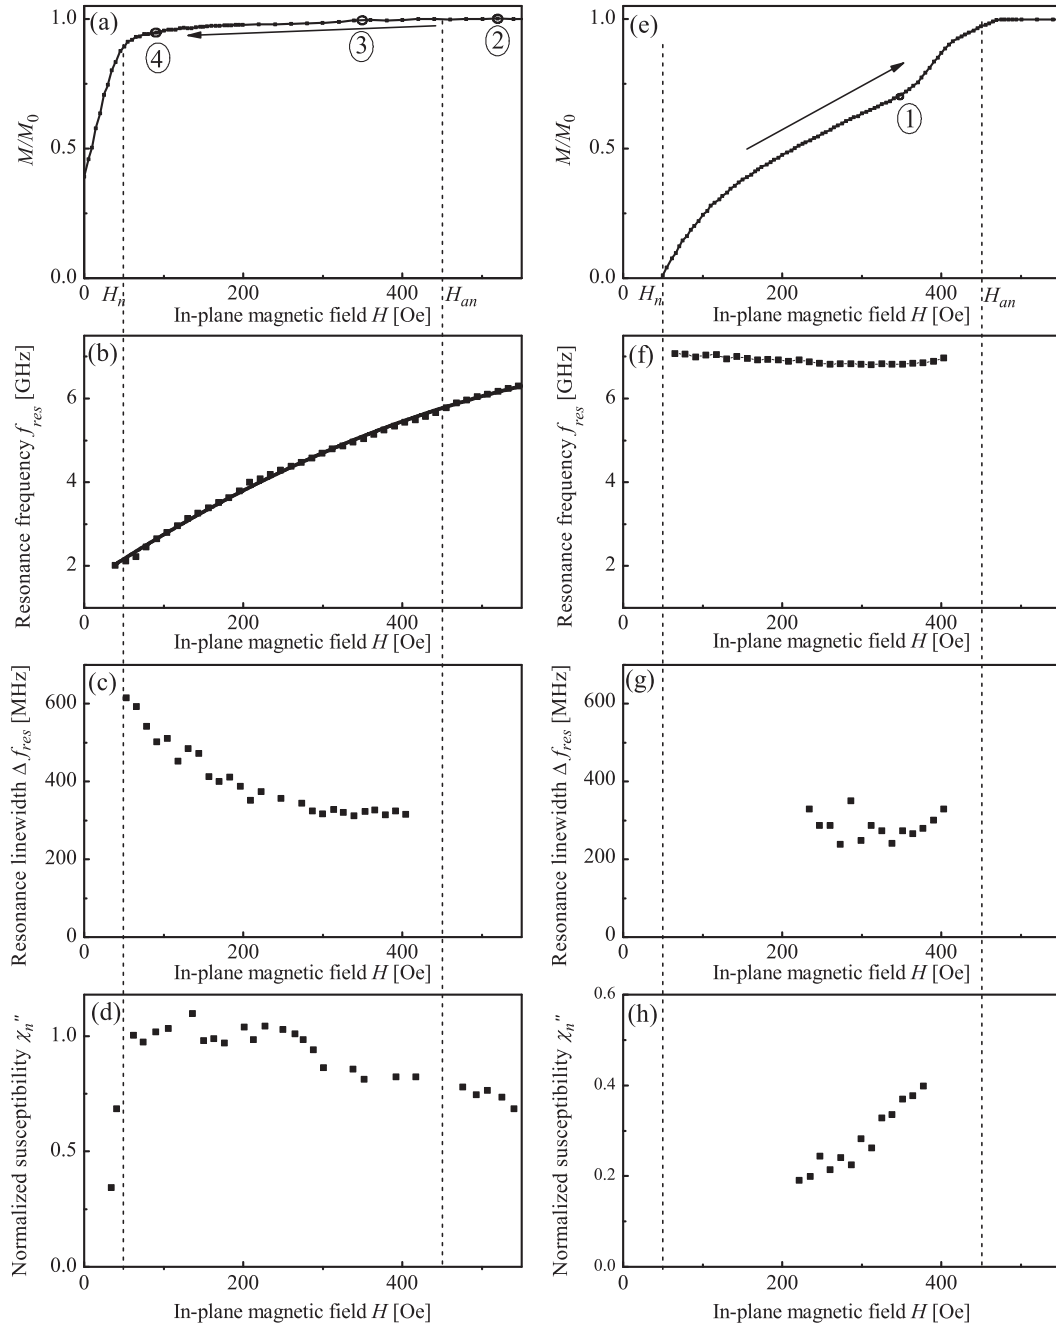 (a)
1.0
0.5
0.0
M/M0
4
3
2
Hn
200
400
Han
0
In-plane magnetic field H [Oe]
(e)
1.0
0.5
0.0
M/M0
1
Hn
200
400
Han
0
In-plane magnetic field H [Oe]
(b)
6
4
2
Resonance frequency fres [GHz]
0
200
400
In-plane magnetic field H [Oe]
(f)
6
4
2
Resonance frequency fres [GHz]
0
200
400
In-plane magnetic field H [Oe]
(c)
600
400
200
0
Resonance linewidth Δ fres [MHz]
0
200
400
In-plane magnetic field H [Oe]
(g)
600
400
200
0
Resonance linewidth Δ fres [MHz]
0
200
400
In-plane magnetic field H [Oe]
(d)
1.0
0.5
0.0
Normalized susceptibility χn"
0
200
400
In-plane magnetic field H [Oe]
(h)
0.6
0.4
0.2
0.0
Normalized susceptibility χn"
0
200
400
In-plane magnetic field H [Oe]